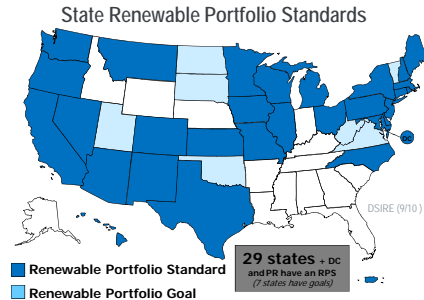 State Renewable Portfolio Standards
DC
DSIRE (9/10 )
29 states + DC
and PR have an RPS
(7 states have goals)
Renewable Portfolio Standard
Renewable Portfolio Goal